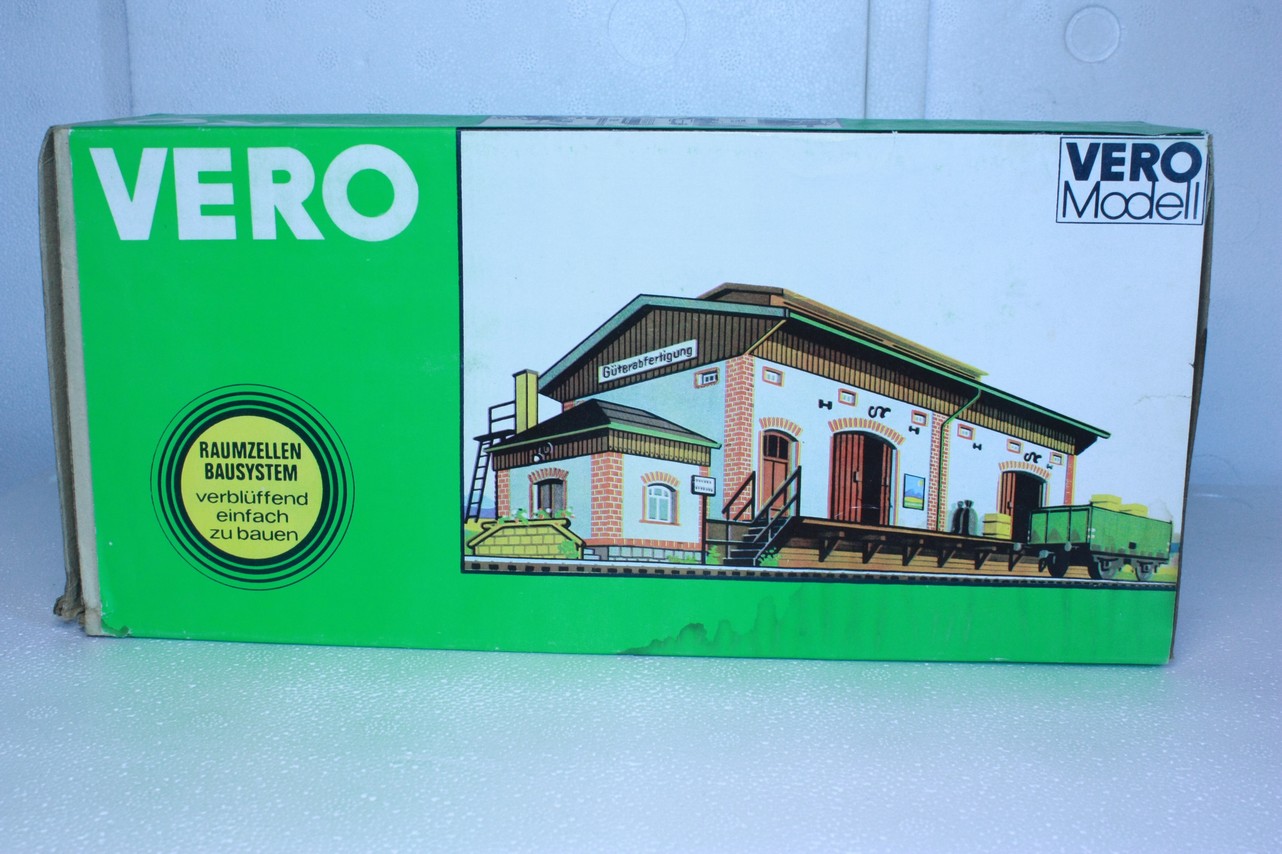 VERO
VERO
Modell
Güterabfertigung
RAUMZELLEN
BAUSYSTEM
verblüffend
einfach
zu bauen